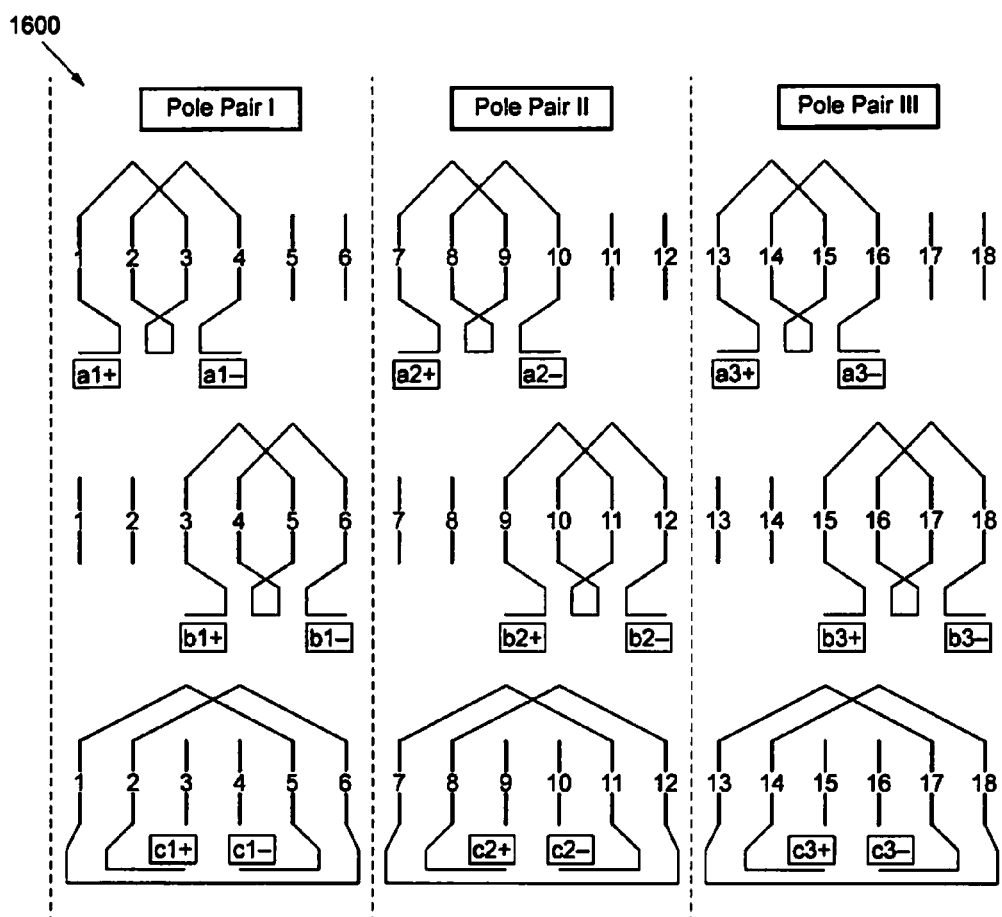 1600
Pole Pair I Pole Pair II Pole Pair III
1 2 3 4 5 6 7 8 9 10 11 12 13 14 15 16 17 18
a1+ a1– a2+ a2– a3+ a3–
1 2 3 4 5 6 7 8 9 10 11 12 13 14 15 16 17 18
b1+ b1– b2+ b2– b3+ b3–
1 2 3 4 5 6 7 8 9 10 11 12 13 14 15 16 17 18
c1+ c1– c2+ c2– c3+ c3–